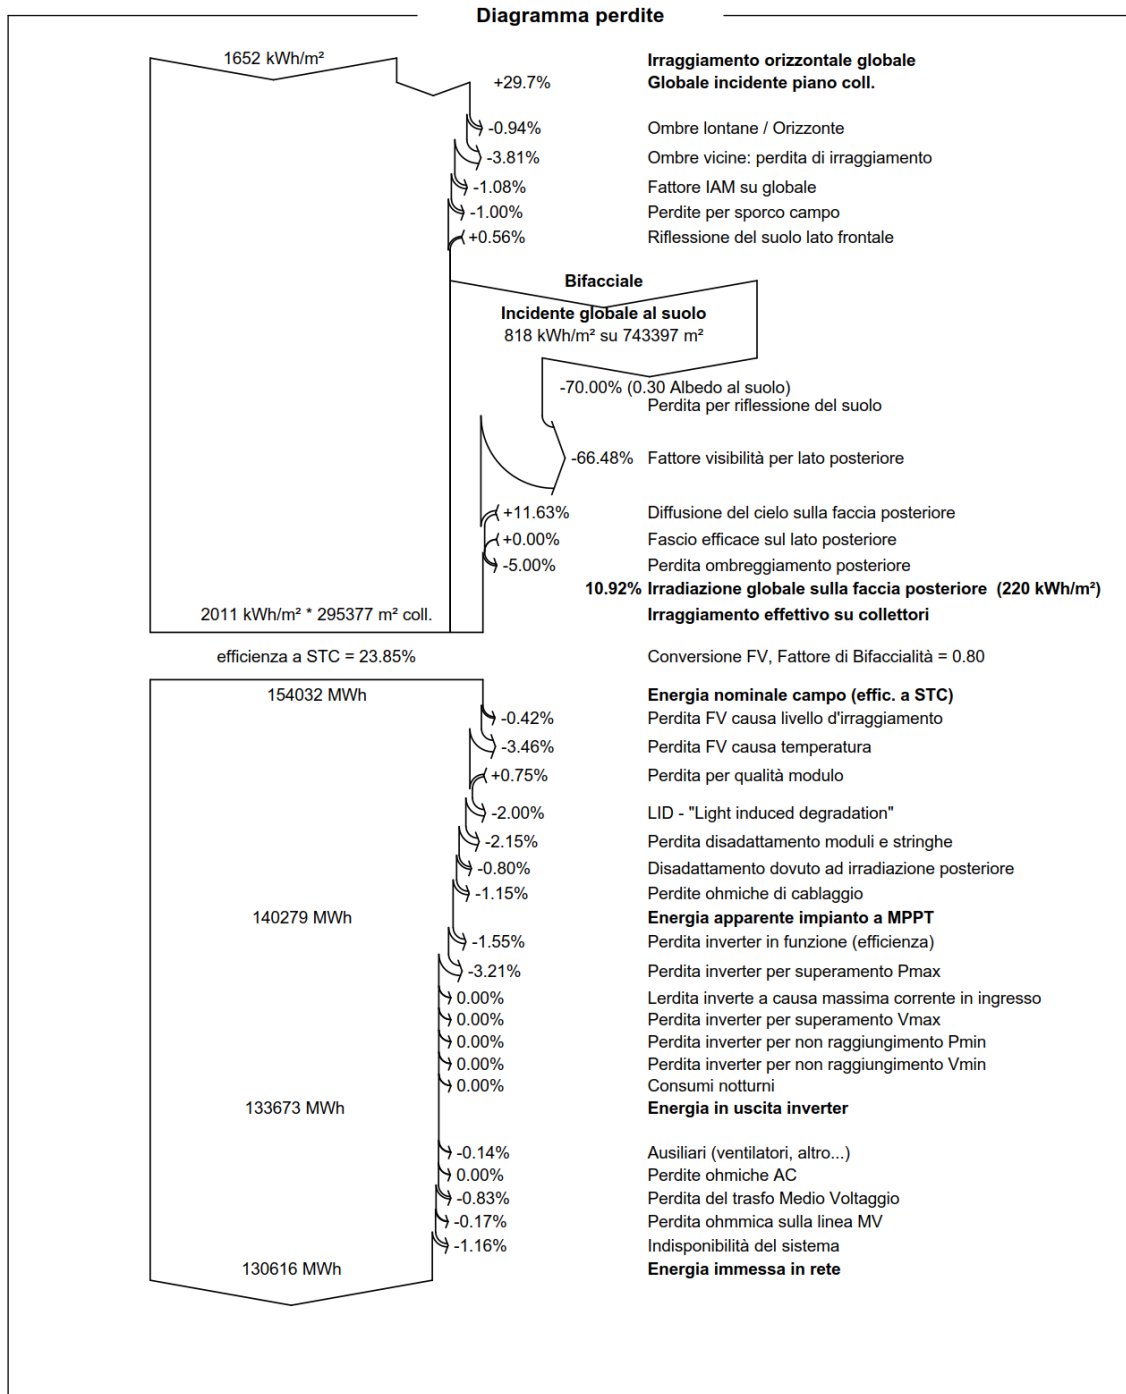 Diagramma perdite
1652 kWh/m²
Irraggiamento orizzontale globale
+29.7% Globale incidente piano coll.
-0.94% Ombre lontane / Orizzonte
-3.81% Ombre vicine: perdita di irraggiamento
-1.08% Fattore IAM su globale
-1.00% Perdite per sporco campo
+0.56% Riflessione del suolo lato frontale
Bifacciale
Incidente globale al suolo
818 kWh/m² su 743397 m²
-70.00% (0.30 Albedo al suolo)
Perdita per riflessione del suolo
-66.48% Fattore visibilità per lato posteriore
+11.63% Diffusione del cielo sulla faccia posteriore
+0.00% Fascio efficace sul lato posteriore
-5.00% Perdita ombreggiamento posteriore
10.92% Irradiazione globale sulla faccia posteriore (220 kWh/m²)
2011 kWh/m² * 295377 m² coll. Irraggiamento effettivo su collettori
efficienza a STC = 23.85% Conversione FV, Fattore di Bifaccialità = 0.80
154032 MWh Energia nominale campo (effic. a STC)
-0.42% Perdita FV causa livello d'irraggiamento
-3.46% Perdita FV causa temperatura
+0.75% Perdita per qualità modulo
-2.00% LID - "Light induced degradation"
-2.15% Perdita disadattamento moduli e stringhe
-0.80% Disadattamento dovuto ad irradiazione posteriore
-1.15% Perdite ohmiche di cablaggio
140279 MWh Energia apparente impianto a MPPT
-1.55% Perdita inverter in funzione (efficienza)
-3.21% Perdita inverter per superamento Pmax
0.00% Lerdita inverte a causa massima corrente in ingresso
0.00% Perdita inverter per superamento Vmax
0.00% Perdita inverter per non raggiungimento Pmin
0.00% Perdita inverter per non raggiungimento Vmin
0.00% Consumi notturni
133673 MWh Energia in uscita inverter
-0.14% Ausiliari (ventilatori, altro...)
0.00% Perdite ohmiche AC
-0.83% Perdita del trasfo Medio Voltaggio
-0.17% Perdita ohmmica sulla linea MV
-1.16% Indisponibilità del sistema
130616 MWh Energia immessa in rete